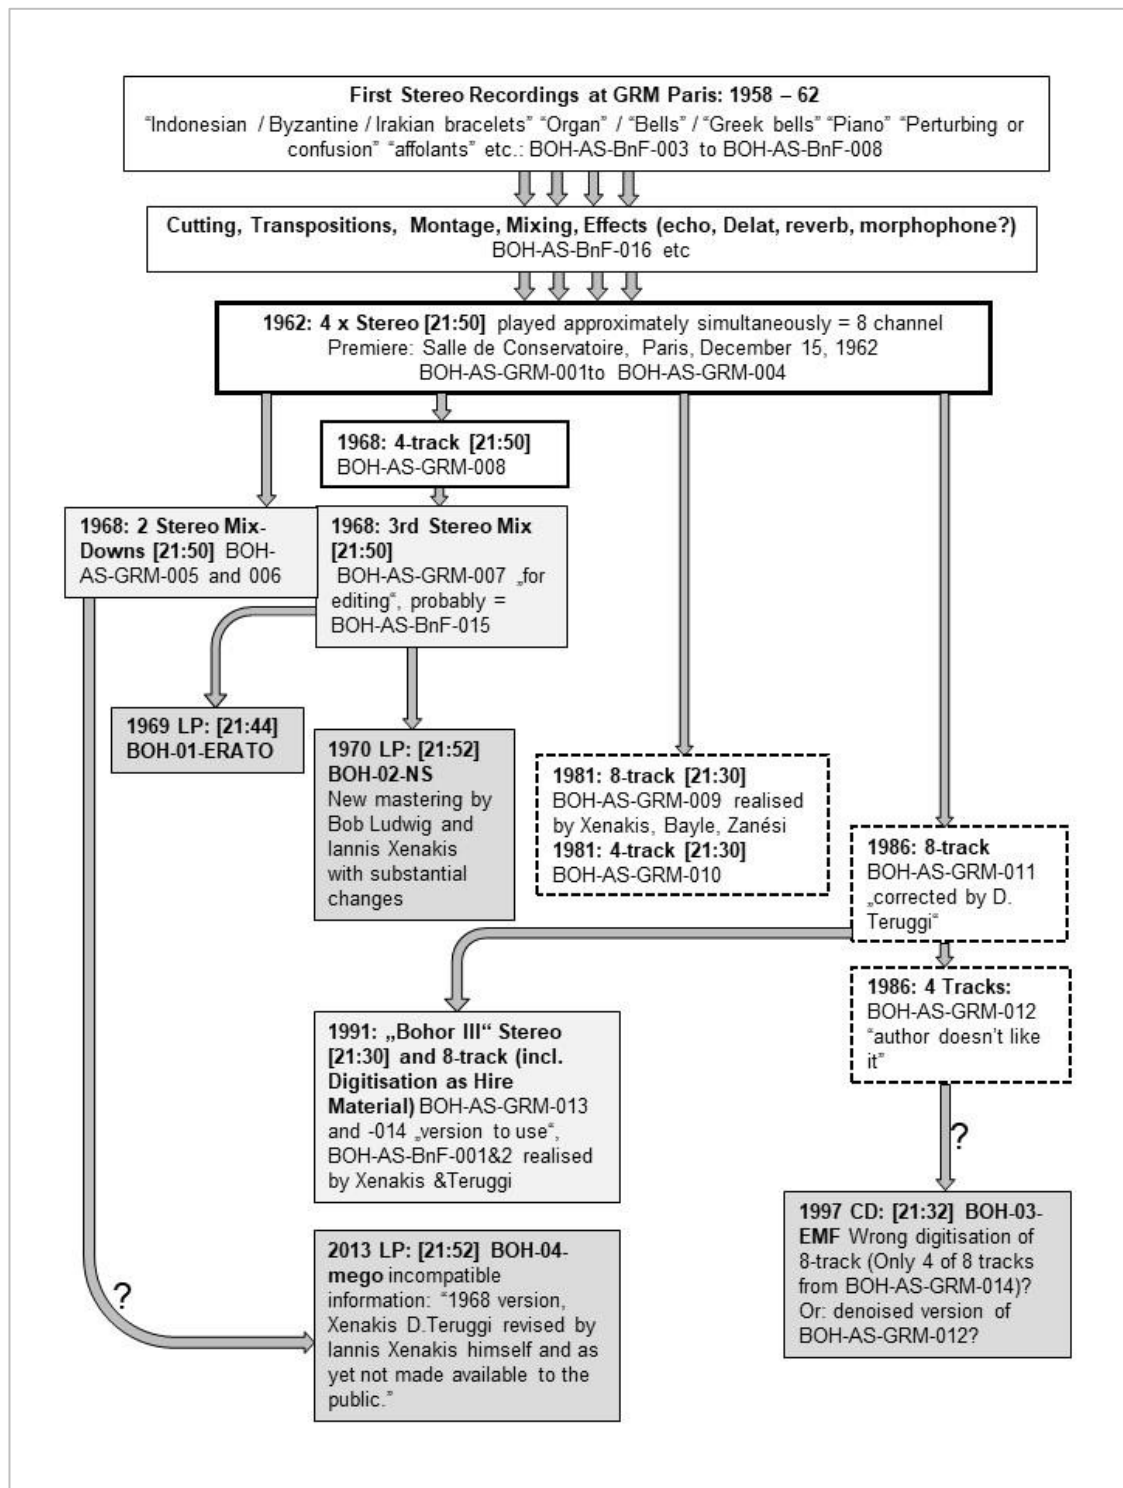 First Stereo Recordings at GRM Paris: 1958 – 62
“Indonesian / Byzantine / Irakian bracelets” “Organ” / “Bells” / “Greek bells” “Piano” “Perturbing or
confusion” “affolants” etc.: BOH-AS-BnF-003 to BOH-AS-BnF-008
Cutting, Transpositions, Montage, Mixing, Effects (echo, Delat, reverb, morphophone?)
BOH-AS-BnF-016 etc
1962: 4 x Stereo [21:50] played approximately simultaneously = 8 channel
Premiere: Salle de Conservatoire, Paris, December 15, 1962
BOH-AS-GRM-001to BOH-AS-GRM-004
1968: 4-track [21:50]
BOH-AS-GRM-008
1968: 2 Stereo Mix-
Downs [21:50] BOH-
AS-GRM-005 and 006
1968: 3rd Stereo Mix
[21:50]
BOH-AS-GRM-007 „for
editing“, probably =
BOH-AS-BnF-015
1969 LP: [21:44]
BOH-01-ERATO
1970 LP: [21:52]
BOH-02-NS
New mastering by
Bob Ludwig and
Iannis Xenakis
with substantial
changes
1981: 8-track [21:30]
BOH-AS-GRM-009 realised
by Xenakis, Bayle, Zanési
1981: 4-track [21:30]
BOH-AS-GRM-010
1986: 8-track
BOH-AS-GRM-011
„corrected by D.
Teruggi“
1986: 4 Tracks:
BOH-AS-GRM-012
“author doesn’t like
it”
1991: „Bohor III“ Stereo
[21:30] and 8-track (incl.
Digitisation as Hire
Material) BOH-AS-GRM-013
and -014 „version to use“,
BOH-AS-BnF-001&2 realised
by Xenakis &Teruggi
?
1997 CD: [21:32] BOH-03-
EMF Wrong digitisation of
8-track (Only 4 of 8 tracks
from BOH-AS-GRM-014)?
Or: denoised version of
BOH-AS-GRM-012?
?
2013 LP: [21:52] BOH-04-
mego incompatible
information: “1968 version,
Xenakis D.Teruggi revised by
Iannis Xenakis himself and as
yet not made available to the
public.”